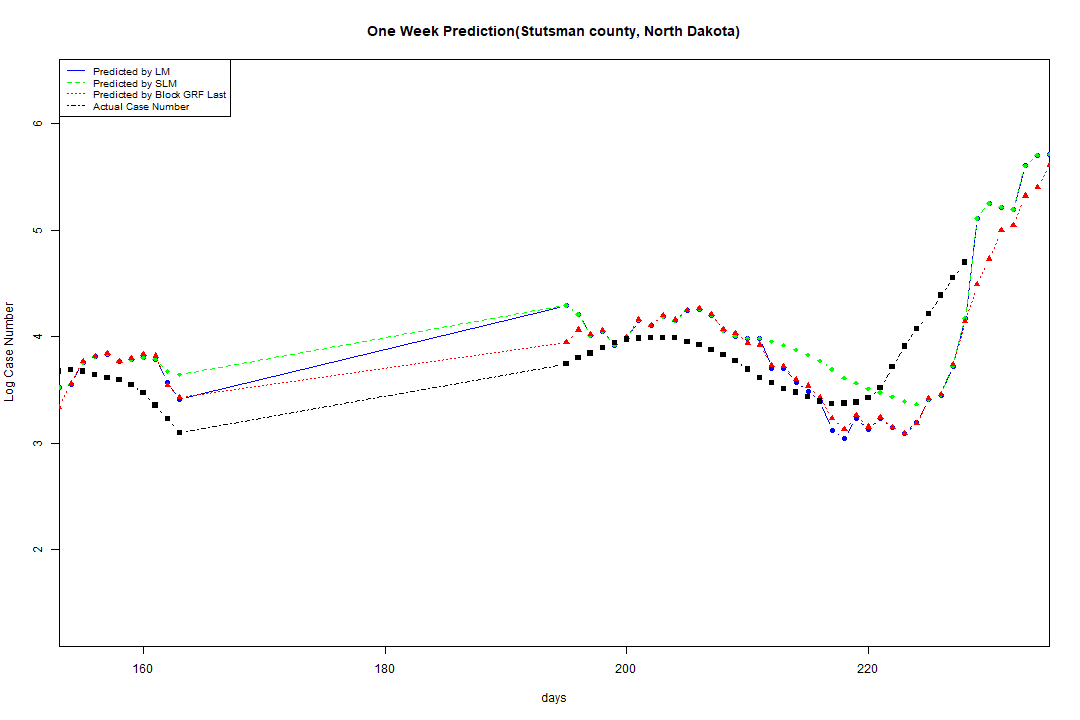 One Week Prediction(Stutsman county, North Dakota)
Predicted by LM
Predicted by SLM
Predicted by Block GRF Last
Actual Case Number
6
5
4
3
2
Log Case Number
160 180 200 220
days